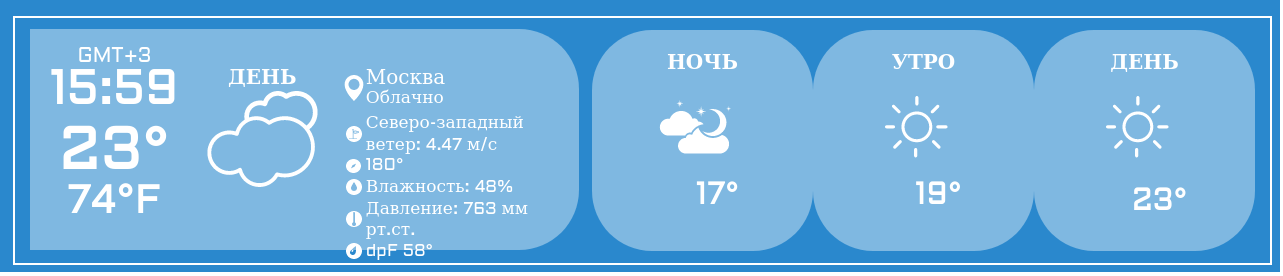 GMT+3
15:59
23°
74°F
ДЕНЬ
Москва
Облачно
Северо-западный
ветер: 4.47 м/с
180°
Влажность: 48%
Давление: 763 мм
рт.ст.
dpF 58°
НОЧЬ
17°
УТРО
19°
ДЕНЬ
23°